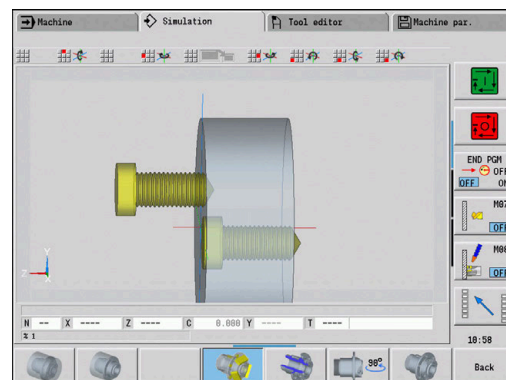 Machine
Simulation
Tool editor
Machine par.
END PGM
OFF
OFF ON
M07
OFF
M08
OFF
Y
Z X
N -- X ---- Z ---- C 0.000 Y ---- T ----
% 1
10:58
90°
Back